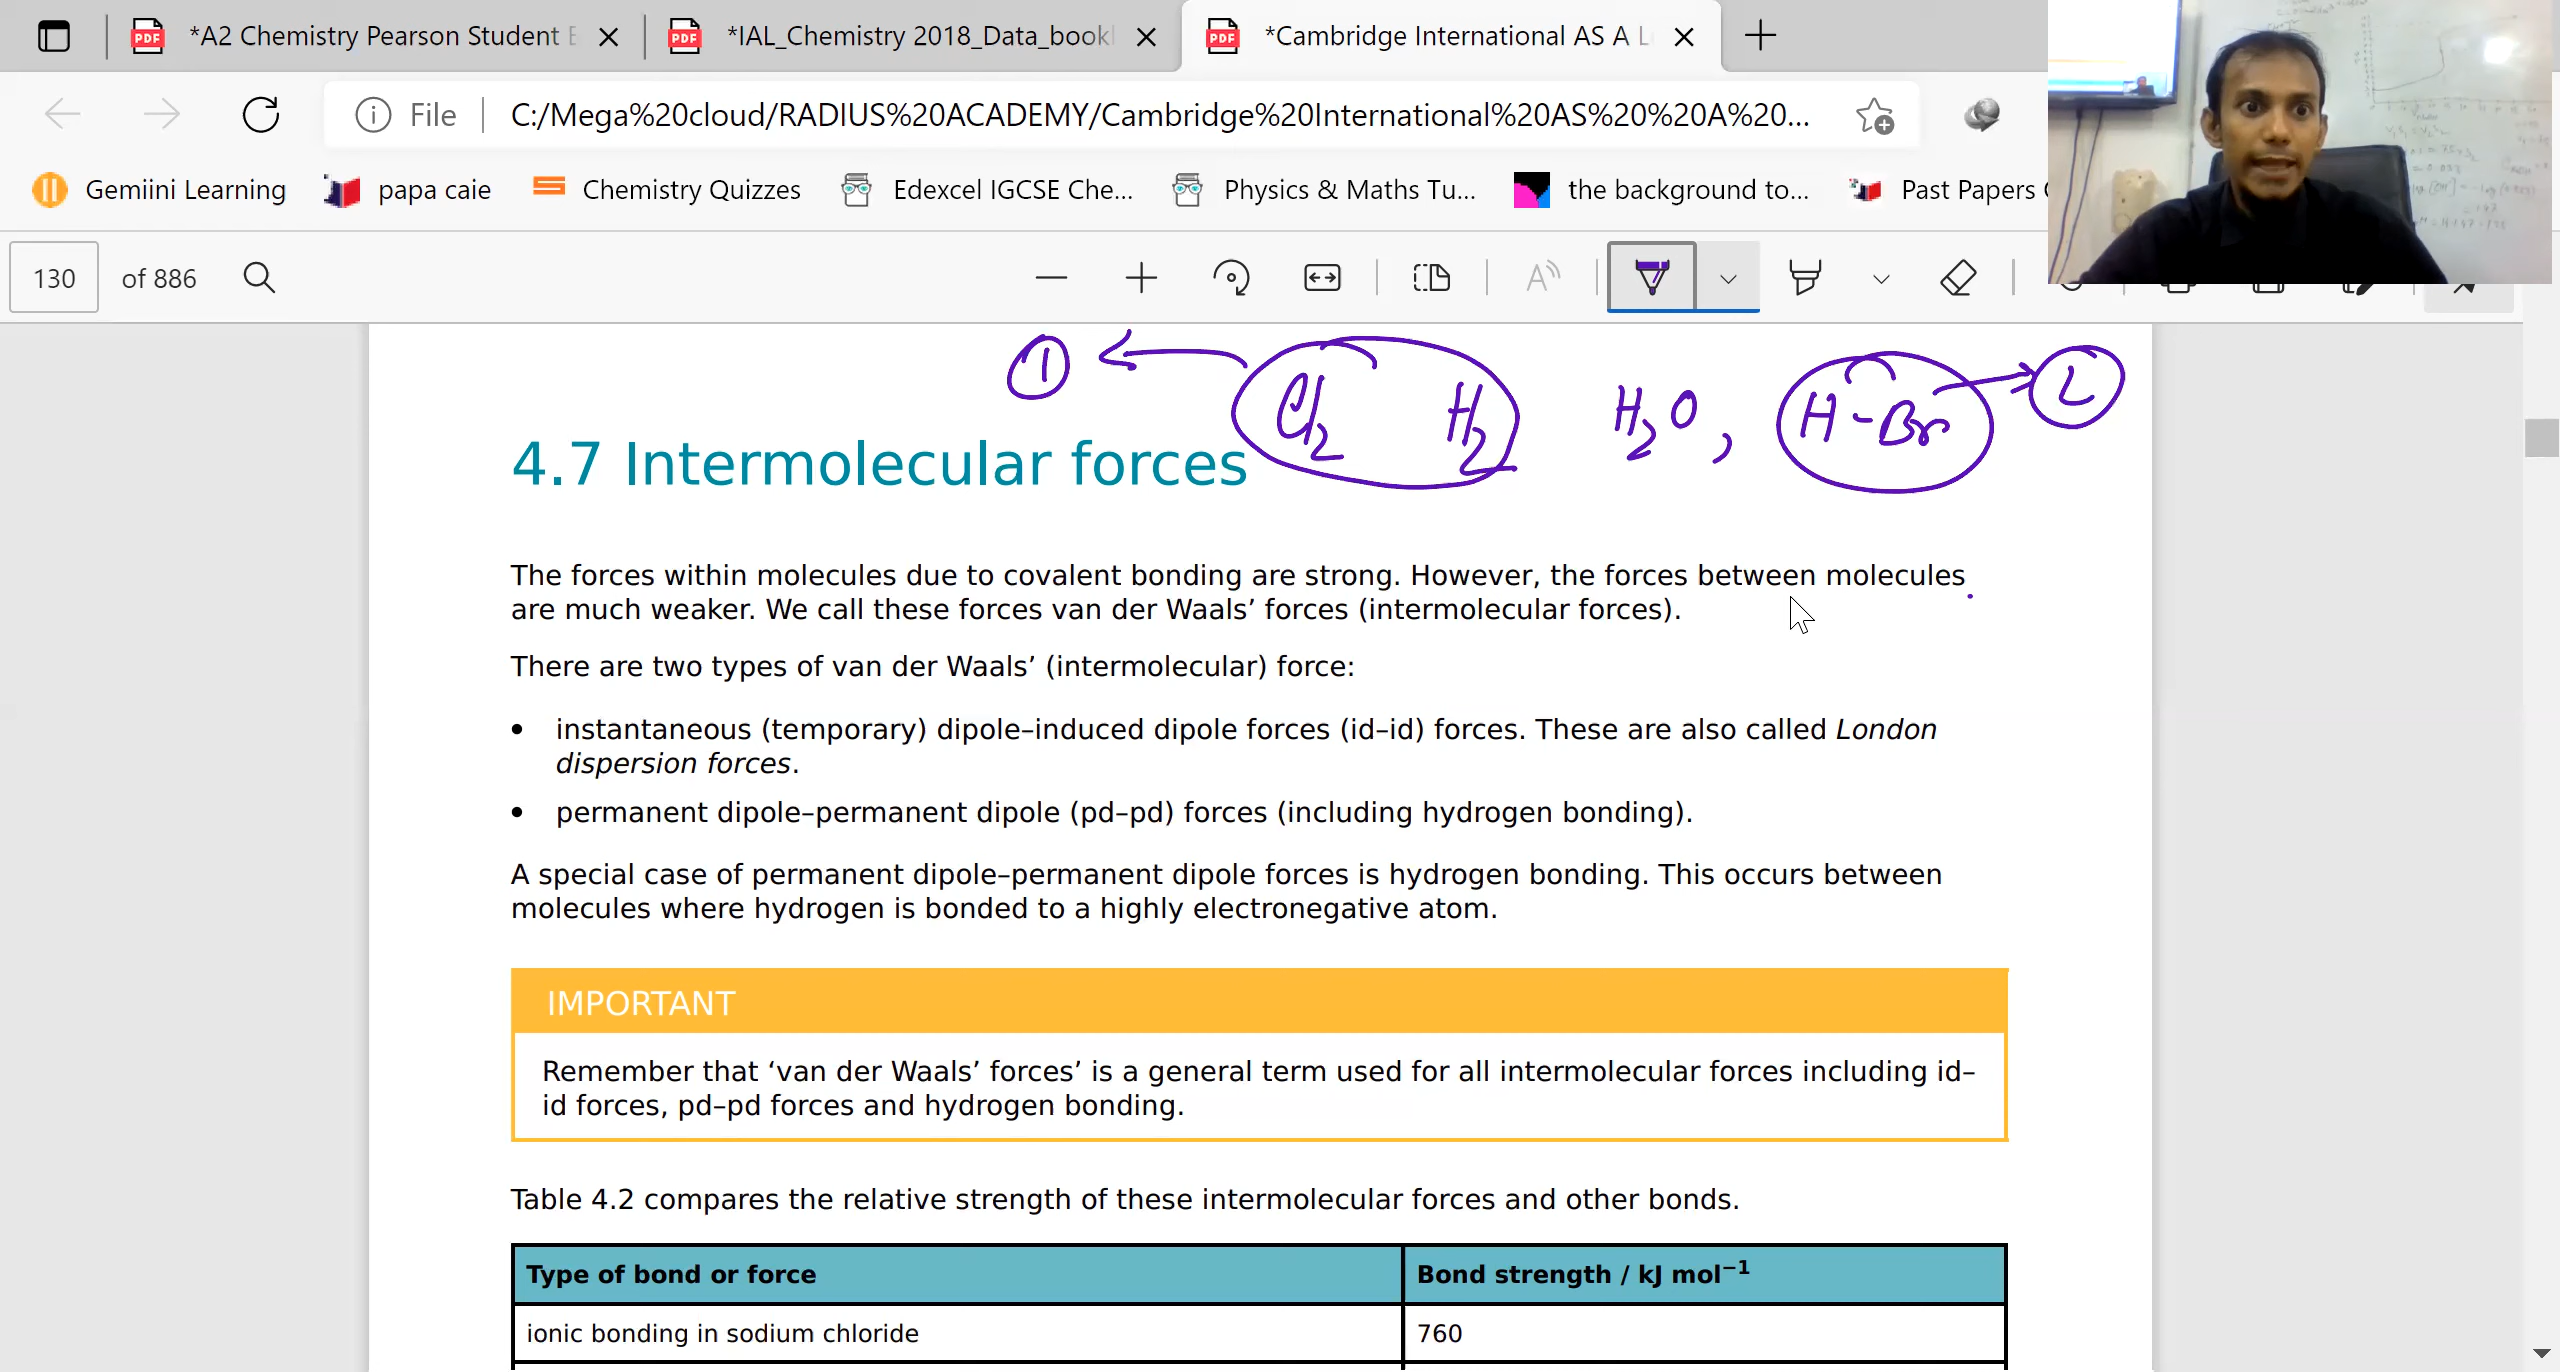 *A2 Chemistry Pearson Student B
*IAL_Chemistry 2018_Data_bookl
*Cambridge International AS A L
File
C:/Mega%20cloud/RADIUS%20ACADEMY/Cambridge%20International%20AS%20%20A%20...
Gemiini Learning
papa caie
Chemistry Quizzes
Edexcel IGCSE Che...
Physics & Maths Tu...
the background to...
Past Papers
130 of 886
1
Cl2 H2 H2O, H-Br
2
4.7 Intermolecular forces
The forces within molecules due to covalent bonding are strong. However, the forces between molecules
are much weaker. We call these forces van der Waals’ forces (intermolecular forces).
There are two types of van der Waals’ (intermolecular) force:
• instantaneous (temporary) dipole–induced dipole forces (id–id) forces. These are also called London
dispersion forces.
• permanent dipole–permanent dipole (pd–pd) forces (including hydrogen bonding).
A special case of permanent dipole–permanent dipole forces is hydrogen bonding. This occurs between
molecules where hydrogen is bonded to a highly electronegative atom.
IMPORTANT
Remember that ‘van der Waals’ forces’ is a general term used for all intermolecular forces including id–
id forces, pd–pd forces and hydrogen bonding.
Table 4.2 compares the relative strength of these intermolecular forces and other bonds.
Type of bond or force
Bond strength / kJ mol⁻¹
ionic bonding in sodium chloride
760